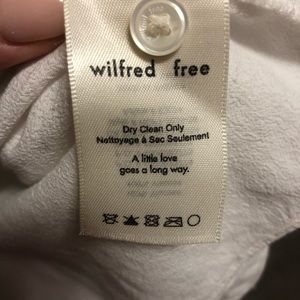 wilfred free
Dry Clean Only
Nettoyage à Sec Seulement
A little love
goes a long way.